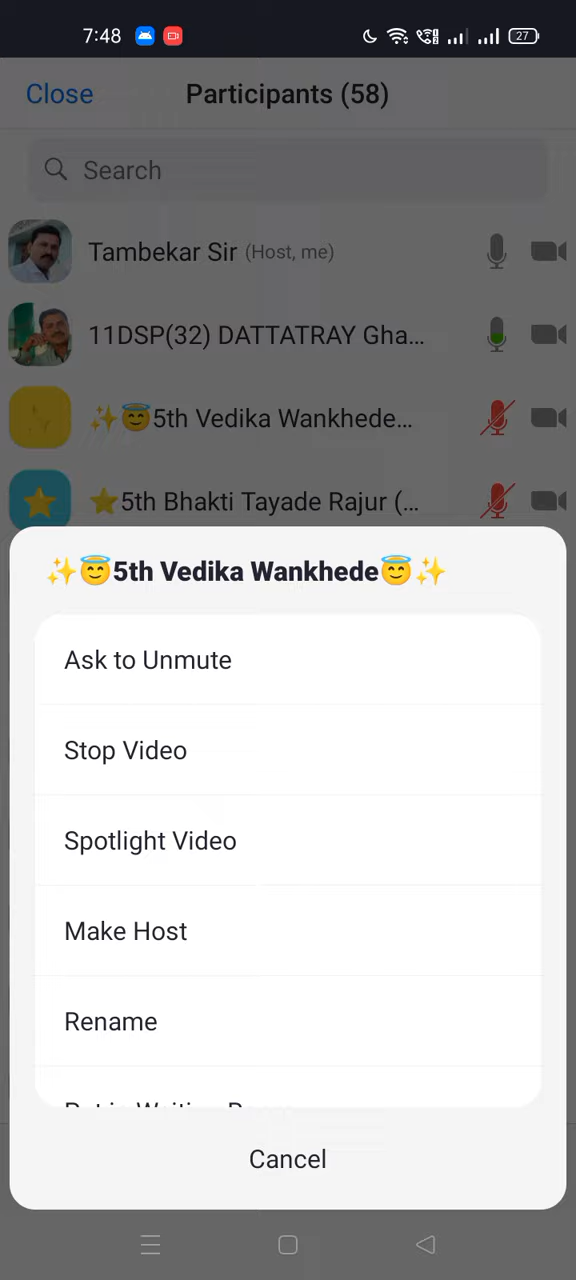 7:48 27
Close Participants (58)
Search
Tambekar Sir (Host, me)
11DSP(32) DATTATRAY Gha...
✨😇5th Vedika Wankhede...
⭐5th Bhakti Tayade Rajur (...
✨😇5th Vedika Wankhede😇✨
Ask to Unmute
Stop Video
Spotlight Video
Make Host
Rename
Cancel